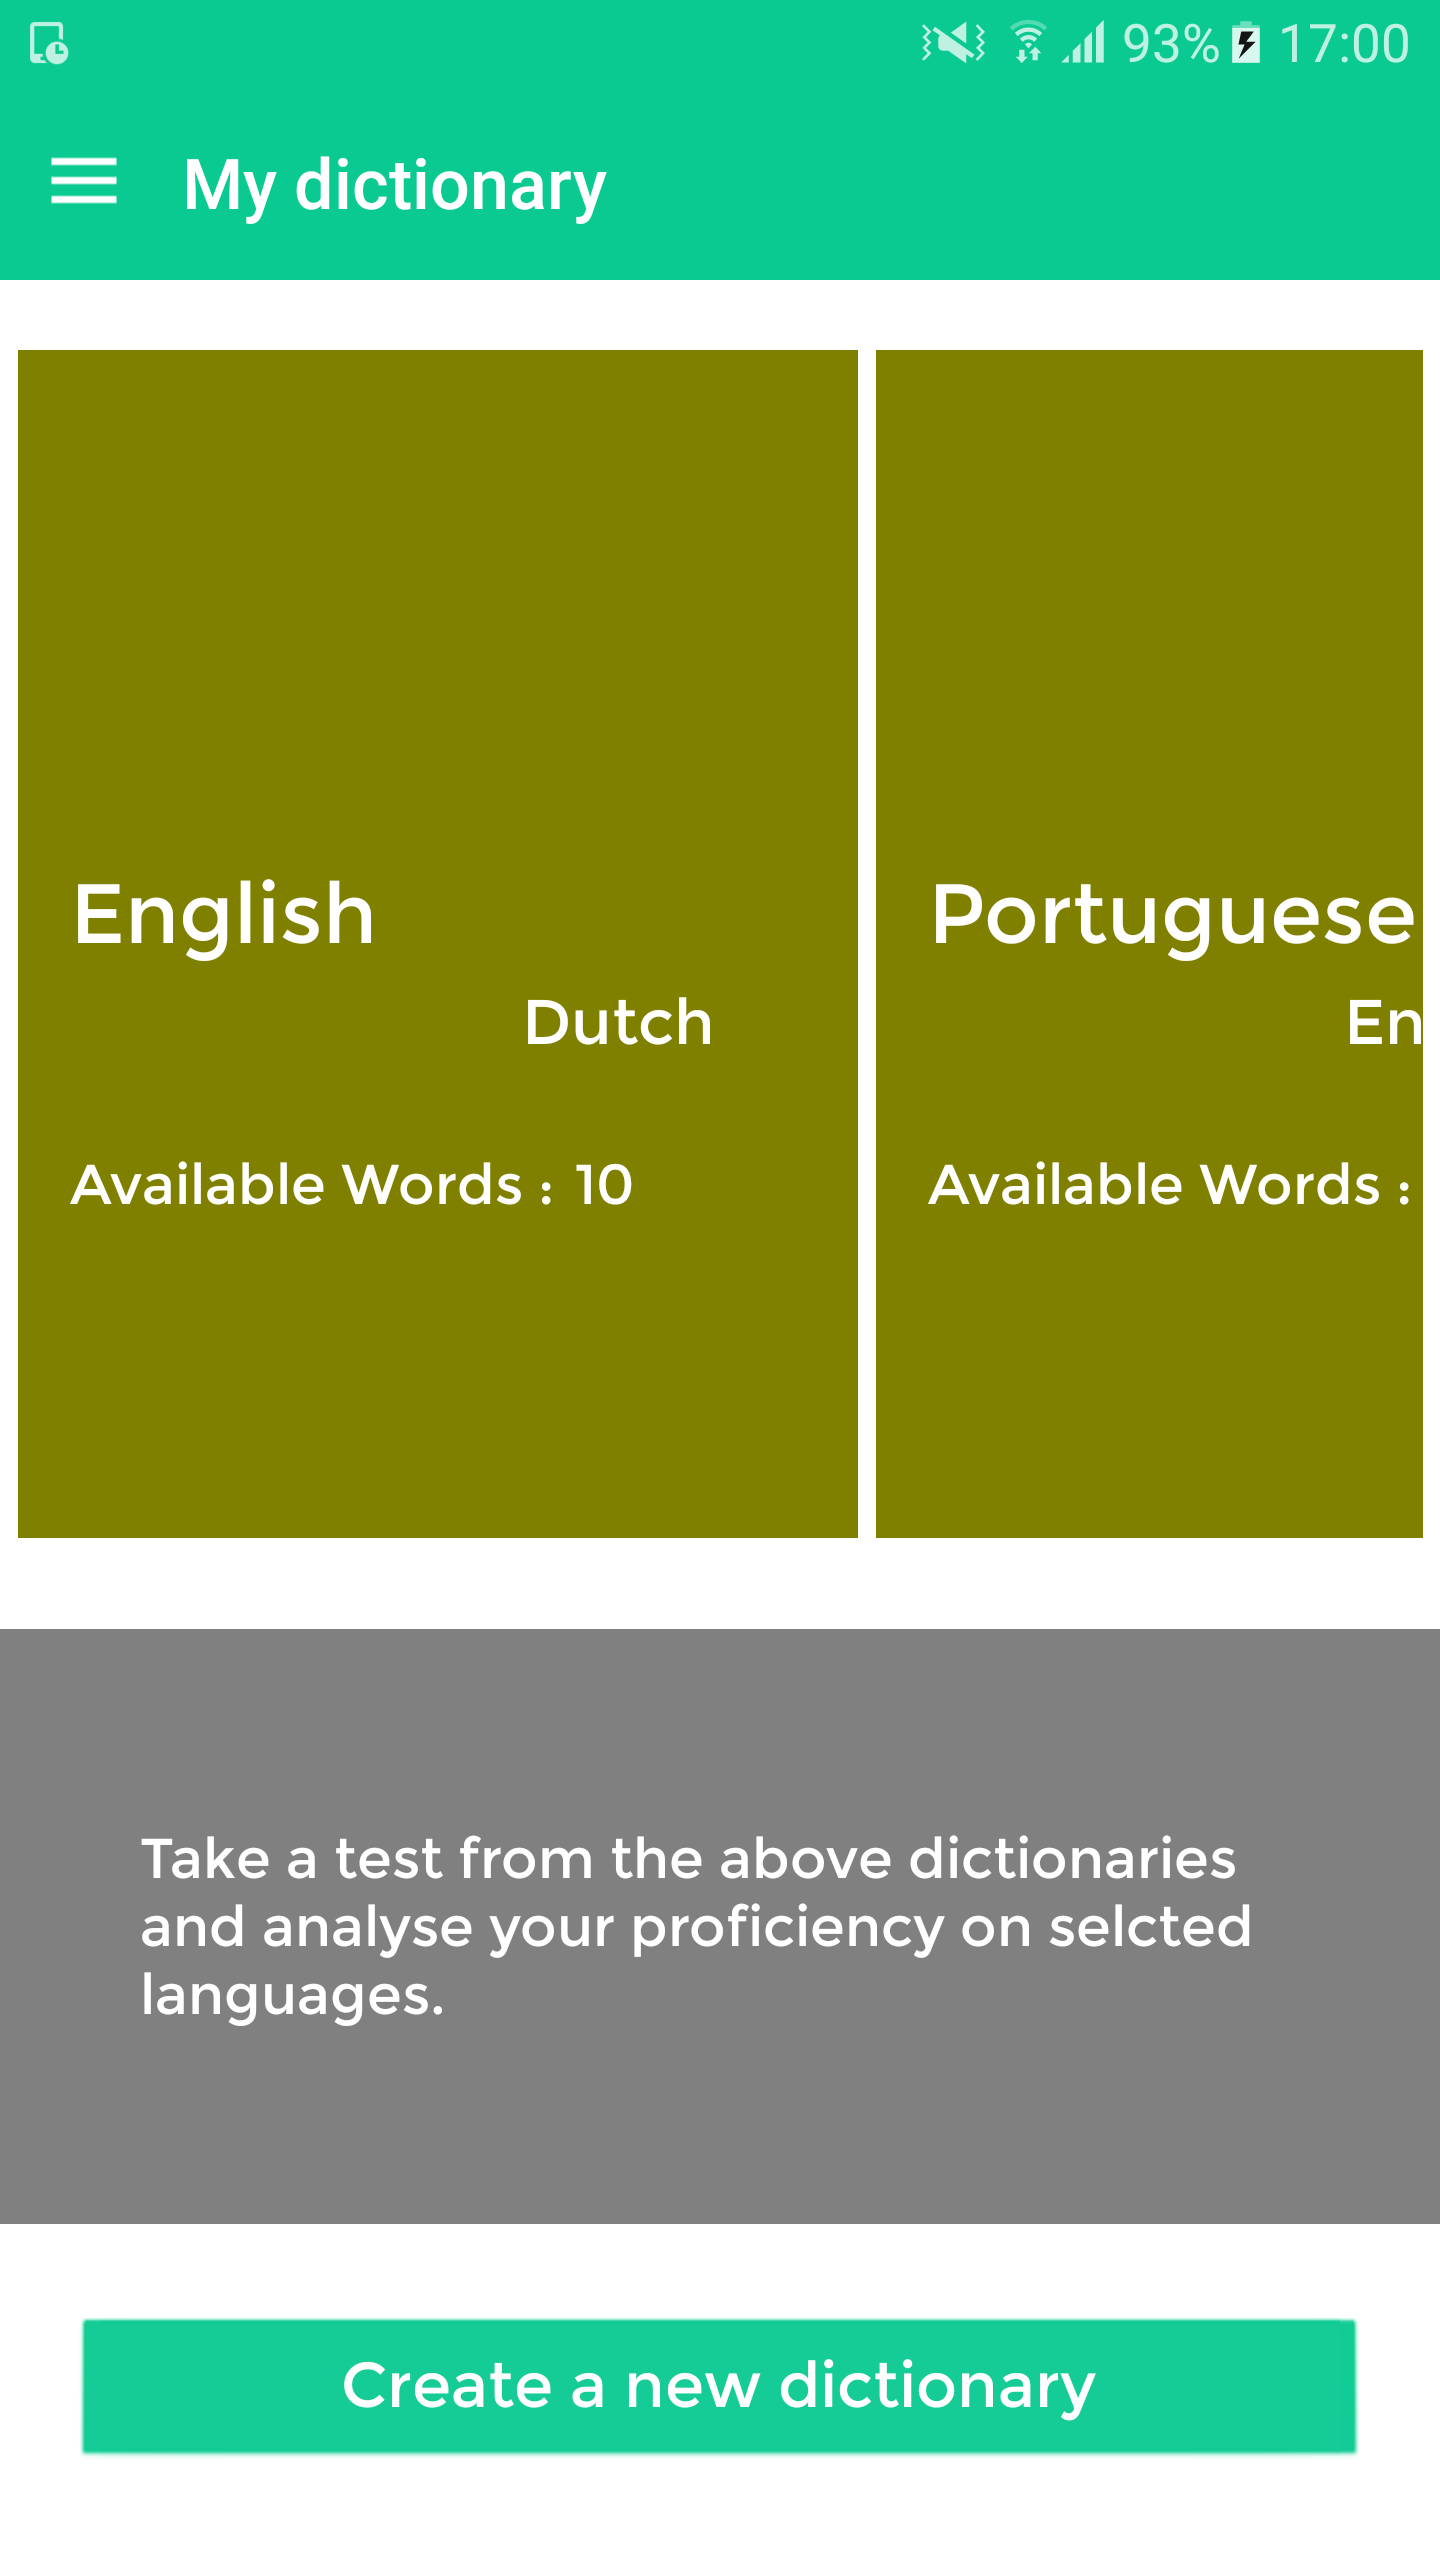 93% 17:00
My dictionary
English
Dutch
Available Words : 10
Portuguese
En
Available Words :
Take a test from the above dictionaries
and analyse your proficiency on selcted
languages.
Create a new dictionary